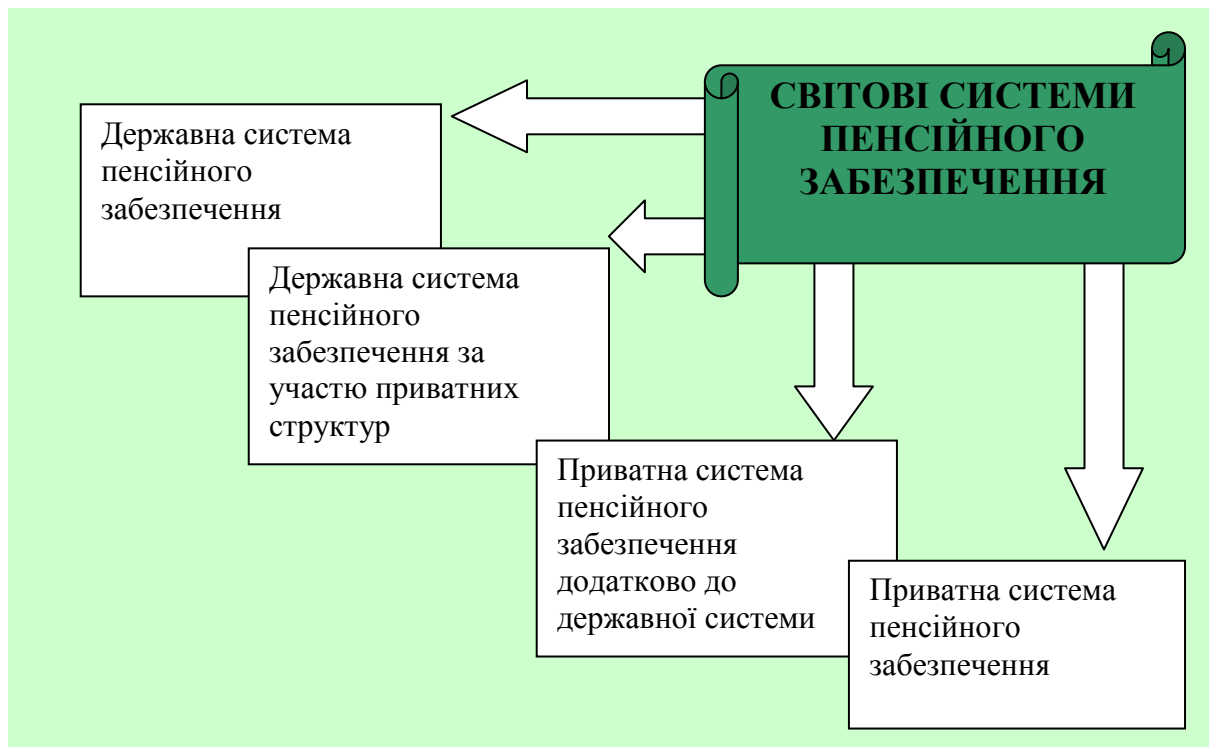 СВІТОВІ СИСТЕМИ
ПЕНСІЙНОГО
ЗАБЕЗПЕЧЕННЯ
Державна система
пенсійного
забезпечення
Державна система
пенсійного
забезпечення за
участю приватних
структур
Приватна система
пенсійного
забезпечення
додатково до
державної системи
Приватна система
пенсійного
забезпечення